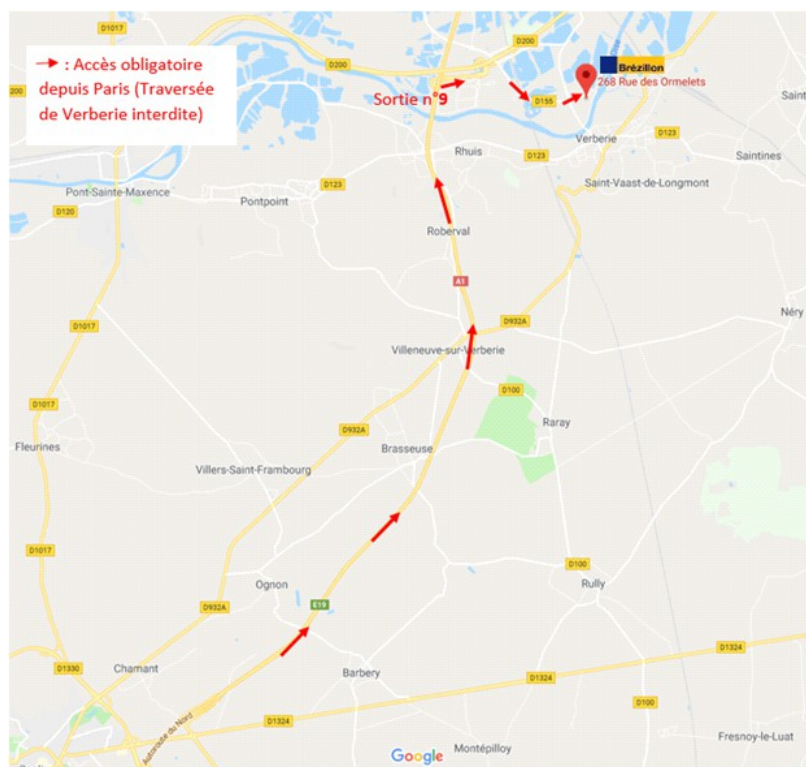 D1017
D200
D200
→ : Accès obligatoire
depuis Paris (Traversée
de Verberie interdite)
Brézillon
268 Rue des Ormelets
Sortie n°9
D155
D200
D123
Verberie
Rhuis
D123
Saintines
Saint-Vaast-de-Longmont
Pont-Sainte-Maxence
D123
Pontpoint
D120
Roberval
A1
D1017
D932A
Néry
Villeneuve-sur-Verberie
D100
D1017
Raray
D932A
Fleurines
Brasseuse
Villers-Saint-Frambourg
D1017
D100
Ognon
Rully
E19
D932A
Chamant
D1330
Barbery
D1324
D1324
Autoroute du Nord
D1324
D100
Fresnoy-le-Luat
Montépilloy
Google